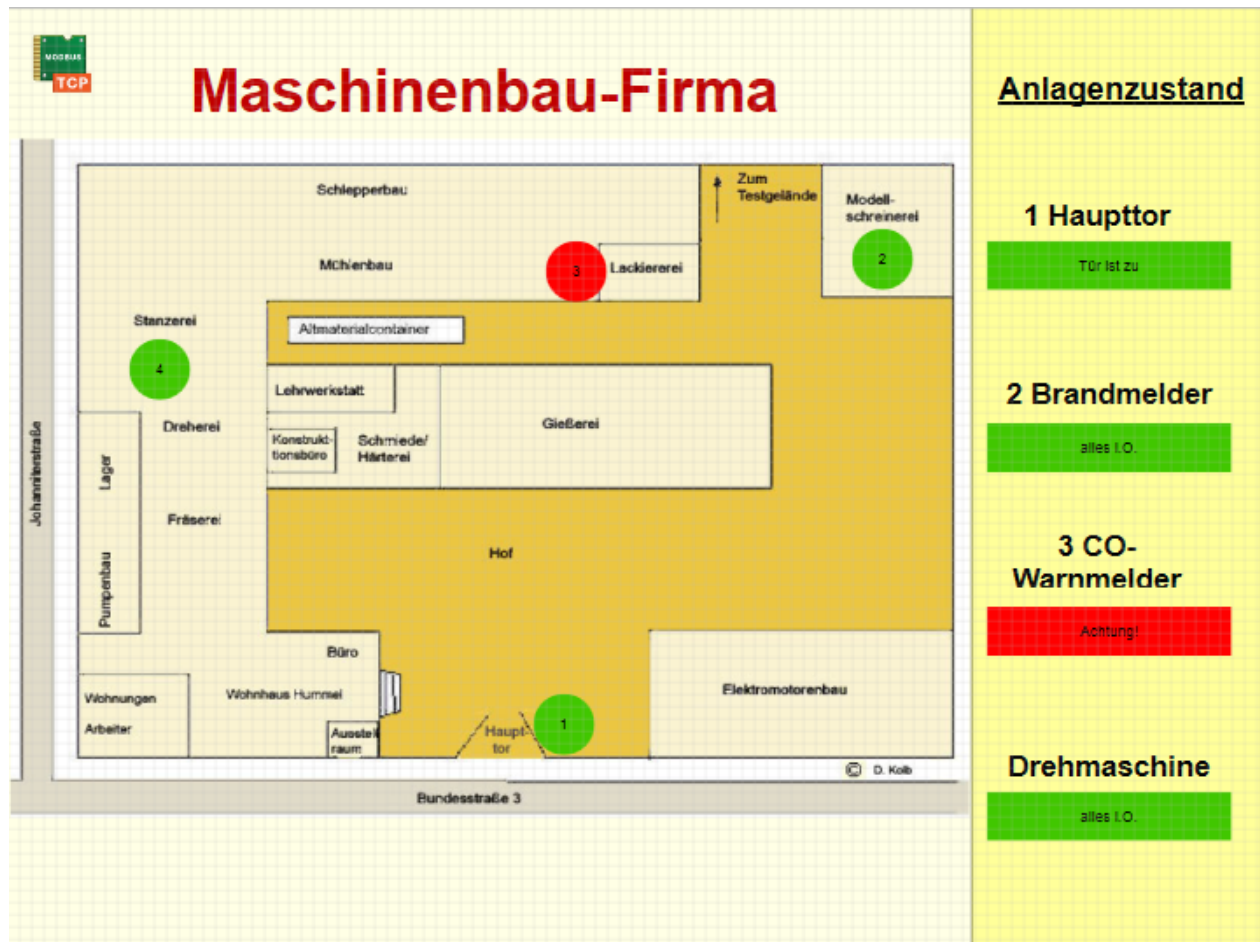 MODBUS
TCP
Maschinenbau-Firma
Anlagenzustand
Schlepperbau
Zum
Testgelände
Modell-
schreinerei
1 Haupttor
Tür ist zu
Mühlenbau
3
Lackiererei
2
Stanzerei
Altmaterialcontainer
4
Lehrwerkstatt
2 Brandmelder
alles I.O.
Dreherei
Konstruk-
tionsbüro
Schmiede/
Härterei
Gießerei
Johanniterstraße
Lager
Fräserei
Hof
3 CO-
Warnmelder
Achtung!
Pumpenbau
Büro
Wohnungen
Arbeiter
Wohnhaus Hummel
Ausstell
raum
Haupt-
tor
1
Elektromotorenbau
© D. Kolb
Drehmaschine
alles I.O.
Bundesstraße 3